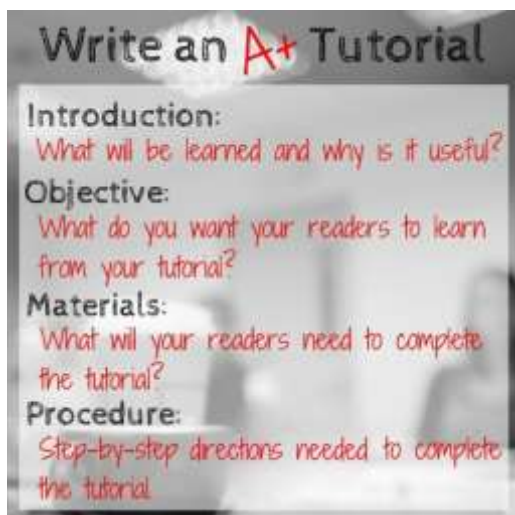 Write an A+ Tutorial
Introduction:
What will be learned and why is it useful?
Objective:
What do you want your readers to learn
from your tutorial?
Materials:
What will your readers need to complete
the tutorial?
Procedure:
Step-by-step directions needed to complete
the tutorial